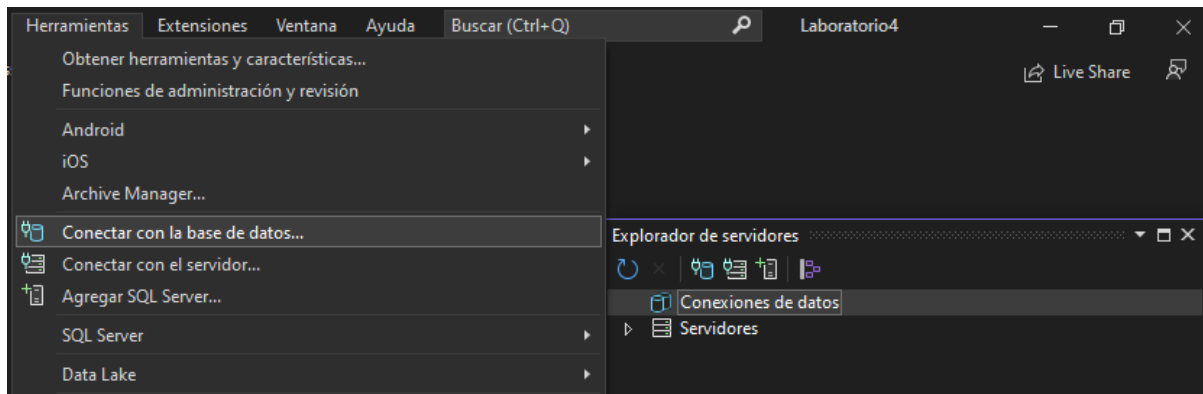 Herramientas Extensiones Ventana Ayuda Buscar (Ctrl+Q) Laboratorio4
Live Share
Obtener herramientas y características...
Funciones de administración y revisión
Android
iOS
Archive Manager...
Conectar con la base de datos...
Conectar con el servidor...
Agregar SQL Server...
SQL Server
Data Lake
Explorador de servidores
Conexiones de datos
Servidores